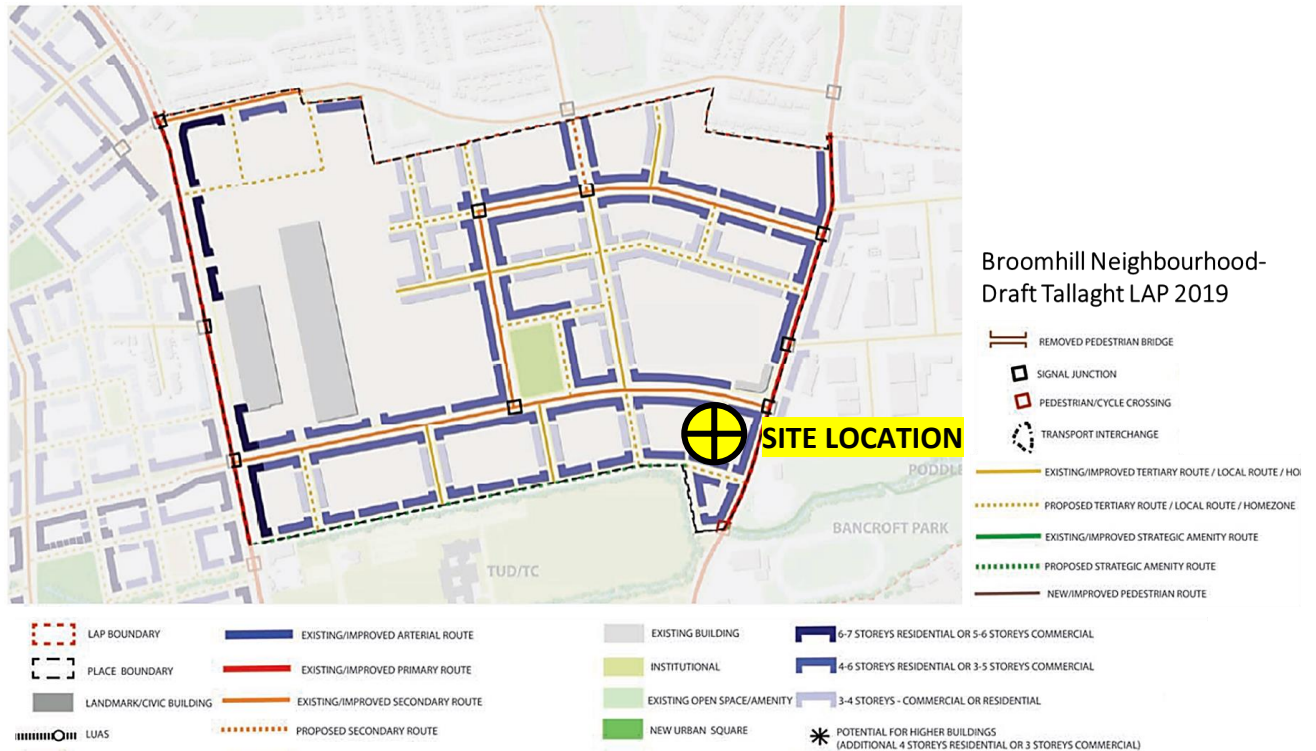 Broomhill Neighbourhood-
Draft Tallaght LAP 2019
REMOVED PEDESTRIAN BRIDGE
SIGNAL JUNCTION
PEDESTRIAN/CYCLE CROSSING
SITE LOCATION
TRANSPORT INTERCHANGE
PODDLE
EXISTING/IMPROVED TERTIARY ROUTE / LOCAL ROUTE / HO
PROPOSED TERTIARY ROUTE / LOCAL ROUTE / HOMEZONE
BANCROFT PARK
EXISTING/IMPROVED STRATEGIC AMENITY ROUTE
TUD/TC
PROPOSED STRATEGIC AMENITY ROUTE
NEW/IMPROVED PEDESTRIAN ROUTE
LAP BOUNDARY
EXISTING/IMPROVED ARTERIAL ROUTE
EXISTING BUILDING
6-7 STOREYS RESIDENTIAL OR 5-6 STOREYS COMMERCIAL
PLACE BOUNDARY
EXISTING/IMPROVED PRIMARY ROUTE
INSTITUTIONAL
4-6 STOREYS RESIDENTIAL OR 3-5 STOREYS COMMERCIAL
LANDMARK/CIVIC BUILDING
EXISTING/IMPROVED SECONDARY ROUTE
EXISTING OPEN SPACE/AMENITY
3-4 STOREYS - COMMERCIAL OR RESIDENTIAL
LUAS
PROPOSED SECONDARY ROUTE
NEW URBAN SQUARE
POTENTIAL FOR HIGHER BUILDINGS
(ADDITIONAL 4 STOREYS RESIDENTIAL OR 3 STOREYS COMMERCIAL)